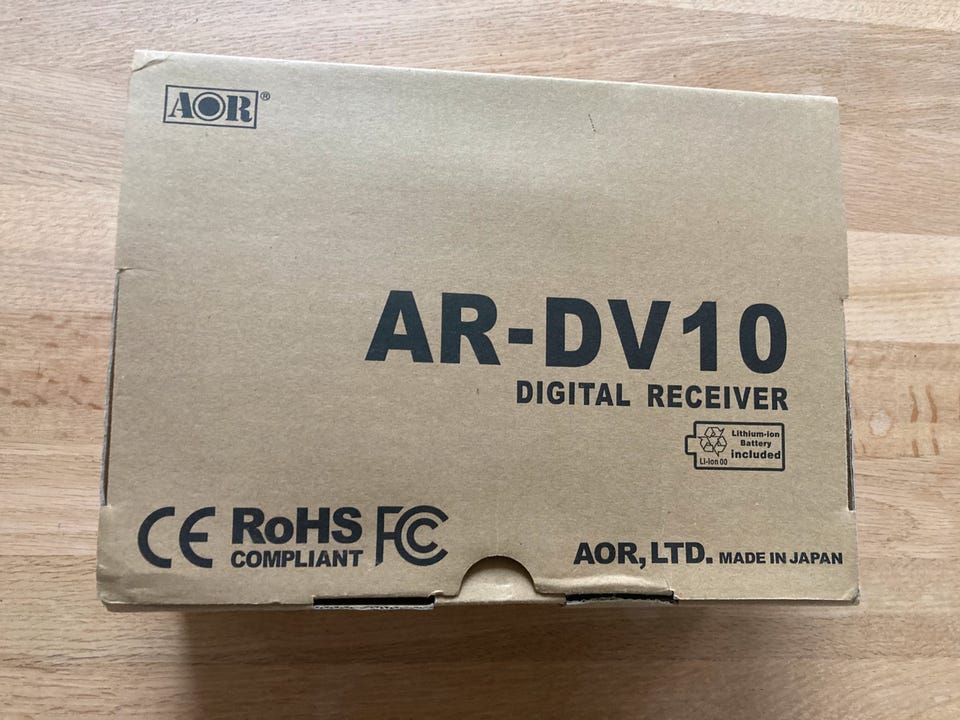 AOR®
AR-DV10
DIGITAL RECEIVER
Lithium-ion
Battery
included
Li-ion 00
CE RoHS
COMPLIANT FC
AOR, LTD. MADE IN JAPAN